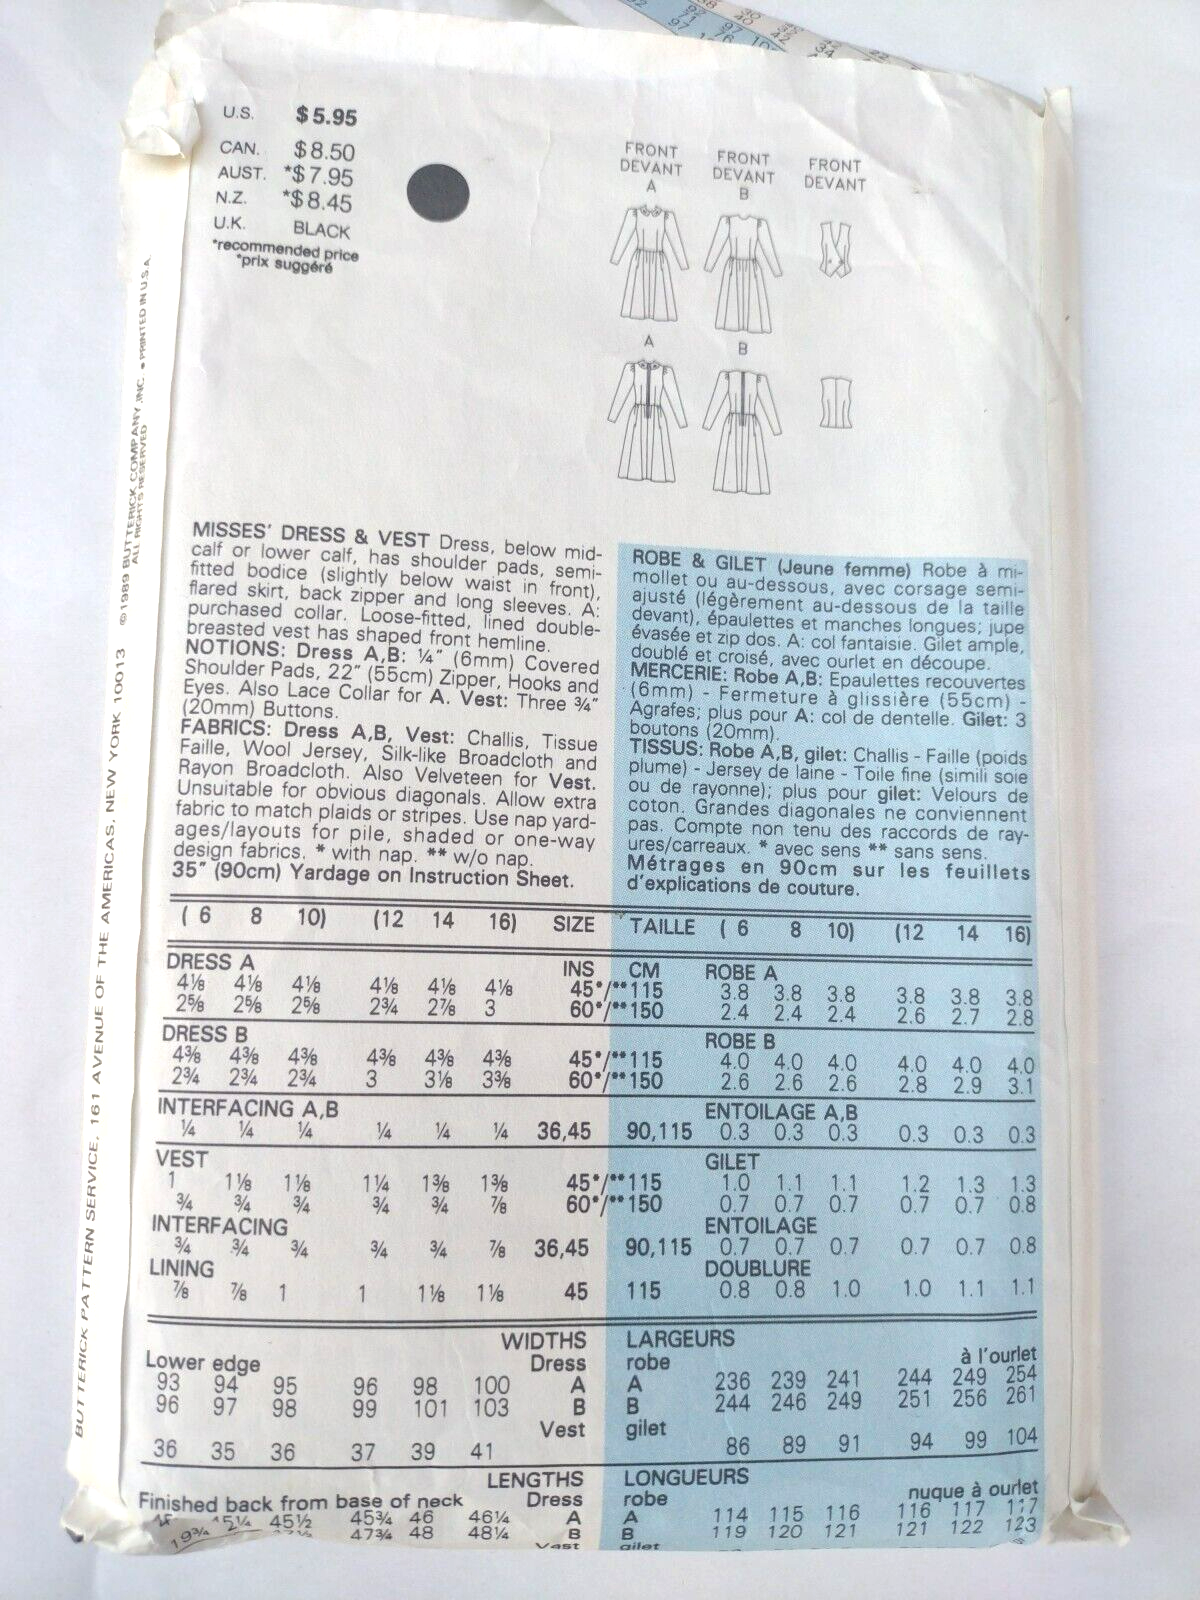 U.S. $5.95
CAN. $8.50
AUST. *$7.95
N.Z. *$8.45
U.K. BLACK
*recommended price
*prix suggéré
FRONT DEVANT A
FRONT DEVANT B
FRONT DEVANT
A
B
BUTTERICK PATTERN SERVICE, 161 AVENUE OF THE AMERICAS, NEW YORK 10013 ©1989 BUTTERICK COMPANY, INC. • PRINTED IN U.S.A.
ALL RIGHTS RESERVED
MISSES' DRESS & VEST Dress, below mid-
calf or lower calf, has shoulder pads, semi-
fitted bodice (slightly below waist in front),
flared skirt, back zipper and long sleeves. A:
purchased collar. Loose-fitted, lined double-
breasted vest has shaped front hemline.
NOTIONS: Dress A,B: ¼" (6mm) Covered
Shoulder Pads, 22" (55cm) Zipper, Hooks and
Eyes. Also Lace Collar for A. Vest: Three ¾"
(20mm) Buttons.
FABRICS: Dress A,B, Vest: Challis, Tissue
Faille, Wool Jersey, Silk-like Broadcloth and
Rayon Broadcloth. Also Velveteen for Vest.
Unsuitable for obvious diagonals. Allow extra
fabric to match plaids or stripes. Use nap yard-
ages/layouts for pile, shaded or one-way
design fabrics. * with nap. ** w/o nap.
35" (90cm) Yardage on Instruction Sheet.
ROBE & GILET (Jeune femme) Robe à mi-
mollet ou au-dessous, avec corsage semi-
ajusté (légèrement au-dessous de la taille
devant), épaulettes et manches longues; jupe
évasée et zip dos. A: col fantaisie. Gilet ample,
doublé et croisé, avec ourlet en découpe.
MERCERIE: Robe A,B: Epaulettes recouvertes
(6mm) - Fermeture à glissière (55cm) -
Agrafes; plus pour A: col de dentelle. Gilet: 3
boutons (20mm).
TISSUS: Robe A,B, gilet: Challis - Faille (poids
plume) - Jersey de laine - Toile fine (simili soie
ou de rayonne); plus pour gilet: Velours de
coton. Grandes diagonales ne conviennent
pas. Compte non tenu des raccords de ray-
ures/carreaux. * avec sens ** sans sens.
Métrages en 90cm sur les feuillets
d'explications de couture.
( 6 8 10) (12 14 16) SIZE TAILLE ( 6 8 10) (12 14 16)
DRESS A INS CM ROBE A
4⅛ 4⅛ 4⅛ 4⅛ 4⅛ 4⅛ 45*/**115 3.8 3.8 3.8 3.8 3.8 3.8
2⅝ 2⅝ 2⅝ 2¾ 2⅞ 3 60*/**150 2.4 2.4 2.4 2.6 2.7 2.8
DRESS B ROBE B
4⅜ 4⅜ 4⅜ 4⅜ 4⅜ 4⅜ 45*/**115 4.0 4.0 4.0 4.0 4.0 4.0
2¾ 2¾ 2¾ 3 3⅛ 3⅜ 60*/**150 2.6 2.6 2.6 2.8 2.9 3.1
INTERFACING A,B ENTOILAGE A,B
¼ ¼ ¼ ¼ ¼ ¼ 36,45 90,115 0.3 0.3 0.3 0.3 0.3 0.3
VEST GILET
1 1⅛ 1⅛ 1¼ 1⅜ 1⅜ 45*/**115 1.0 1.1 1.1 1.2 1.3 1.3
¾ ¾ ¾ ¾ ¾ ⅞ 60*/**150 0.7 0.7 0.7 0.7 0.7 0.8
INTERFACING ENTOILAGE
¾ ¾ ¾ ¾ ¾ ⅞ 36,45 90,115 0.7 0.7 0.7 0.7 0.7 0.8
LINING DOUBLURE
⅞ ⅞ 1 1 1⅛ 1⅛ 45 115 0.8 0.8 1.0 1.0 1.1 1.1
WIDTHS LARGEURS
Lower edge Dress robe à l'ourlet
93 94 95 96 98 100 A A 236 239 241 244 249 254
96 97 98 99 101 103 B B 244 246 249 251 256 261
Vest gilet
36 35 36 37 39 41 86 89 91 94 99 104
LENGTHS LONGUEURS
Finished back from base of neck Dress robe nuque à ourlet
45¼ 45½ 45¾ 46 46¼ A A 114 115 116 116 117 117
19¾ 47¾ 48 48¼ B B 119 120 121 121 122 123
Vest gilet